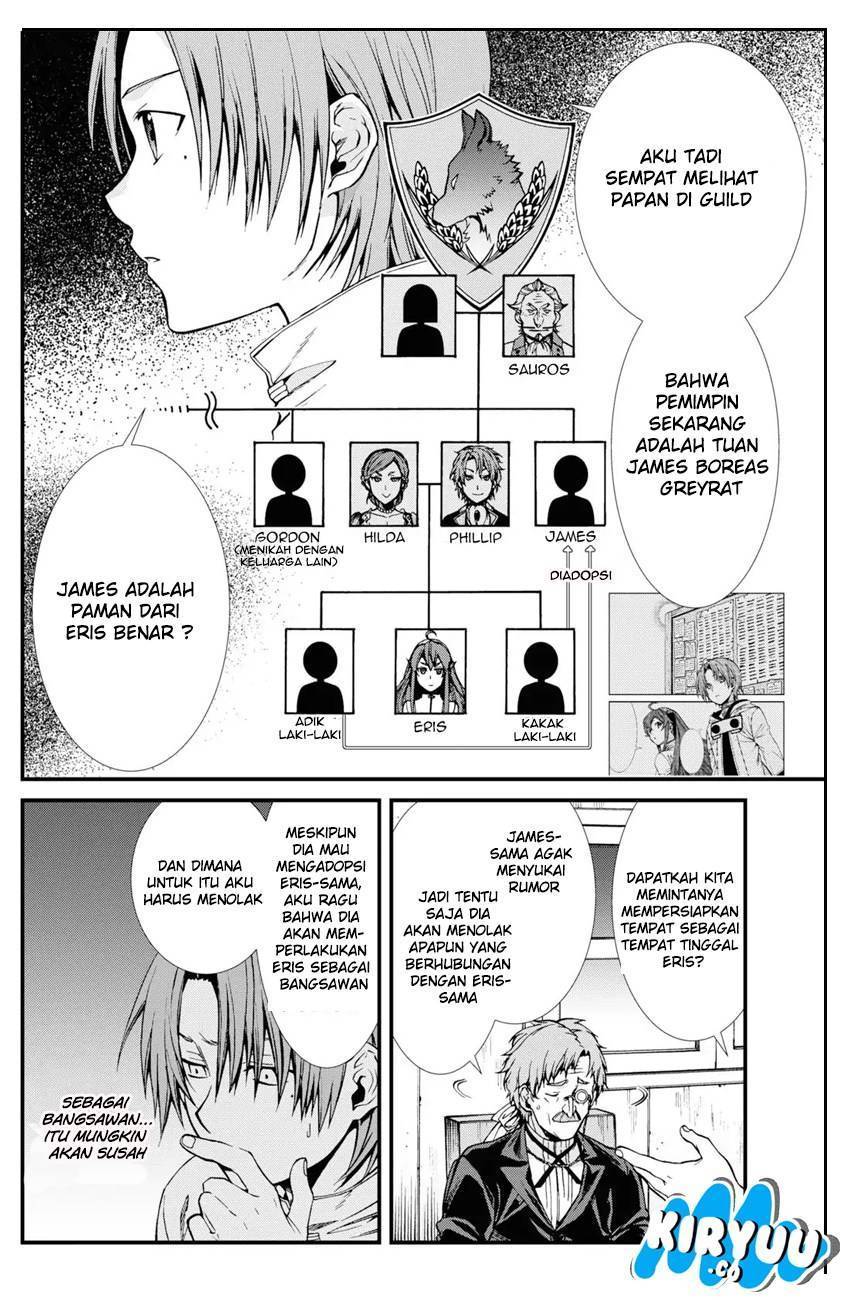 AKU TADI
SEMPAT MELIHAT
PAPAN DI GUILD
BAHWA
PEMIMPIN
SEKARANG
ADALAH TUAN
JAMES BOREAS
GREYRAT
SAUROS
GORDON
(MENIKAH DENGAN
KELUARGA LAIN)
HILDA
PHILLIP
JAMES
DIADOPSI
ADIK
LAKI-LAKI
ERIS
KAKAK
LAKI-LAKI
JAMES ADALAH
PAMAN DARI
ERIS BENAR ?
DAPATKAH KITA
MEMINTANYA
MEMPERSIAPKAN
TEMPAT SEBAGAI
TEMPAT TINGGAL
ERIS?
JAMES-
SAMA AGAK
MENYUKAI
RUMOR
JADI TENTU
SAJA DIA
AKAN MENOLAK
APAPUN YANG
BERHUBUNGAN
DENGAN ERIS-
SAMA
MESKIPUN
DIA MAU
MENGADOPSI
ERIS-SAMA,
AKU RAGU
BAHWA DIA
AKAN MEM-
PERLAKUKAN
ERIS SEBAGAI
BANGSAWAN
DAN DIMANA
UNTUK ITU AKU
HARUS MENOLAK
SEBAGAI
BANGSAWAN...
ITU MUNGKIN
AKAN SUSAH
KIRYUU
.CO